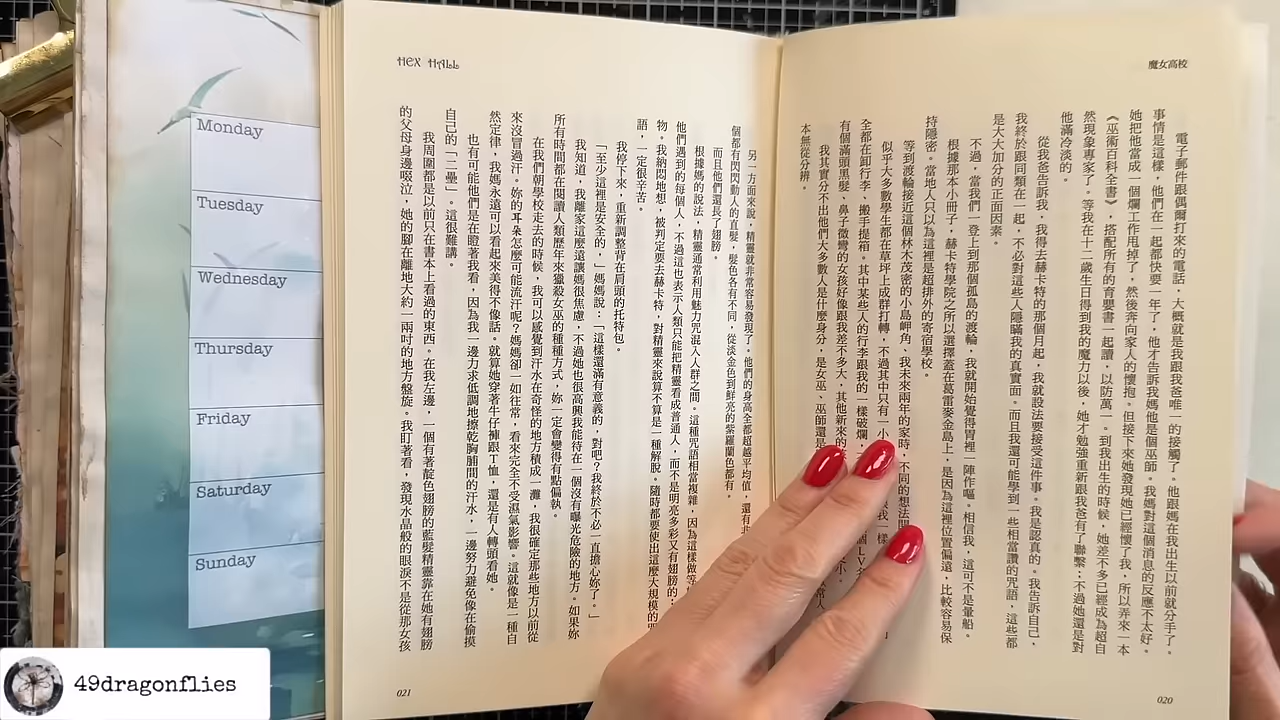 Monday
Tuesday
Wednesday
Thursday
Friday
Saturday
Sunday
魔女高校
電子郵件跟偶爾打來的電話，大概就是我跟我爸唯一的接觸了。他跟媽在我出生以前就分手了。
事情是這樣，他們在一起都快要一年了，他才告訴我媽他是個巫師。我媽對這個消息的反應不太好。
她把他當成一個爛工作甩掉了，然後奔向家人的懷抱。但接下來她發現她已經懷了我，所以弄來一本
《巫術百科全書》，搭配所有的育嬰書一起讀，以防萬一。到我出生的時候，她差不多已經成為超自
然現象專家了。等我在十二歲生日得到我的魔力以後，她才勉強重新跟我爸有了聯繫；不過她還是對
他滿冷淡的。
從我爸告訴我，我得去赫卡特的那個月起，我就設法要接受這件事。我是認真的。我告訴自己，
我終於跟同類在一起，不必對這些人隱瞞我的真實面。而且我還可能學到一些相當讚的咒語，這些都
是大大加分的正面因素。
不過，當我們一登上到那個孤島的渡輪，我就開始覺得胃裡一陣作嘔。相信我，這可不是暈船。
根據那本小冊子，赫卡特學院之所以選擇蓋在葛雷麥金島上，是因為這裡位置偏遠，比較容易保
持隱密。當地人只以為這裡是超排外的寄宿學校。
等到渡輪接近這個林木茂密的小島岬角，我未來兩年的家時，不同的想法開
似乎大多數學生都在草坪上成群打轉，不過其中只有一小
全都在卸行李、搬手提箱。其中某些人的行李跟我的一樣破爛，
有個滿頭黑髮、鼻子微彎的女孩好像跟我差不多大，其他新來的
我其實分不出他們大多數人是什麼身分，是女巫、巫師還是
本無從分辨。
020
HEX HALL
另一方面來說，精靈就非常容易發現了。他們的身高全都超越平均值，還有
個都有閃閃動人的直髮，髮色各有不同，從淡金色到鮮亮的紫羅蘭色都有。
而且他們還長了翅膀。
根據媽的說法，精靈通常利用魅力咒混入人群之間。這種咒語相當複雜，因為這樣做等
他們遇到的每個人，不過這也表示人類只能把精靈看成普通人，而不是明亮多彩又有翅膀的
物。我納悶地想，被判定要去赫卡特，對精靈來說算不算是一種解脫。隨時都要使出這麼大規模的
語，一定很辛苦。
我停下來，重新調整背在肩頭的托特包。
「至少這裡是安全的，」媽媽說：「這樣還滿有意義的，對吧？我終於不必一直擔心妳了。」
我知道，我離家這麼遠讓媽很焦慮，不過她也很高興我能待在一個沒有曝光危險的地方。如果妳
所有時間都在閱讀人類歷年來獵殺女巫的種種方式，妳一定會變得有點偏執。
在我們朝學校走去的時候，我可以感覺到汗水在奇怪的地方積成一灘，我很確定那些地方以前從
來沒冒過汗。妳的耳朵怎麼可能流汗呢？媽媽卻一如往常，看來完全不受濕氣影響。這就像是一種自
然定律，我媽永遠可以看起來美得不像話。就算她穿著牛仔褲跟T恤，還是有人轉頭看她。
也有可能他們是在瞪著我看，因為我一邊力求低調地擦乾胸脯間的汗水，一邊努力避免像在偷摸
自己的「二壘」。這很難講。
我周圍都是以前只在書本上看過的東西。在我左邊，一個有著靛色翅膀的藍髮精靈靠在她有翅膀
的父母身邊啜泣，她的腳在離地大約一兩吋的地方盤旋。我盯著看，發現水晶般的眼淚不是從那女孩
021
49dragonflies